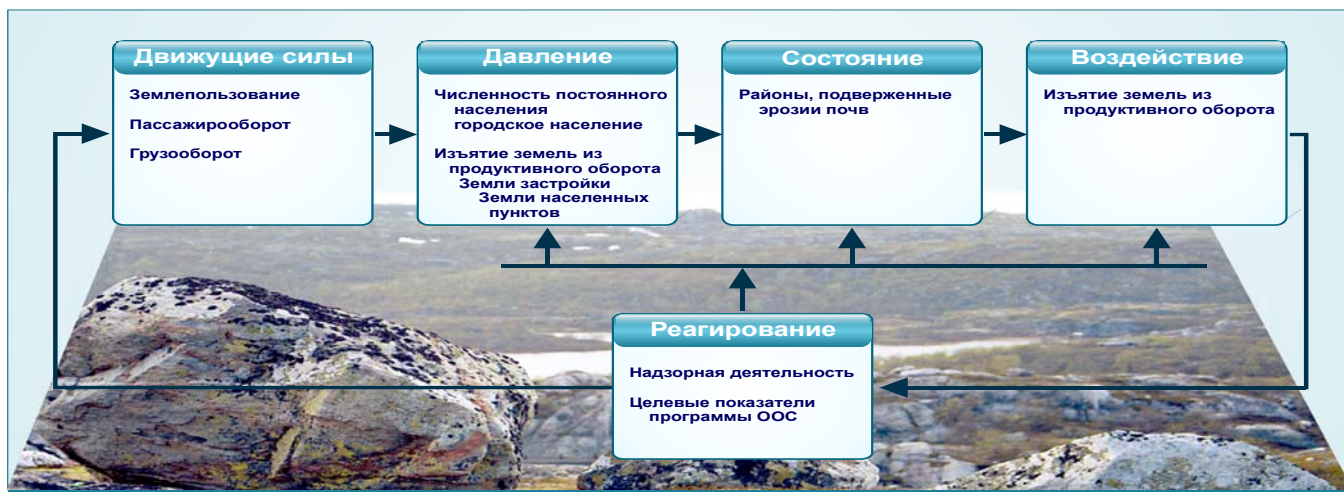 Движущие силы
Землепользование
Пассажирооборот
Грузооборот
Давление
Численность постоянного
населения
городское население
Изъятие земель из
продуктивного оборота
Земли застройки
Земли населенных
пунктов
Состояние
Районы, подверженные
эрозии почв
Воздействие
Изъятие земель из
продуктивного оборота
Реагирование
Надзорная деятельность
Целевые показатели
программы ООС